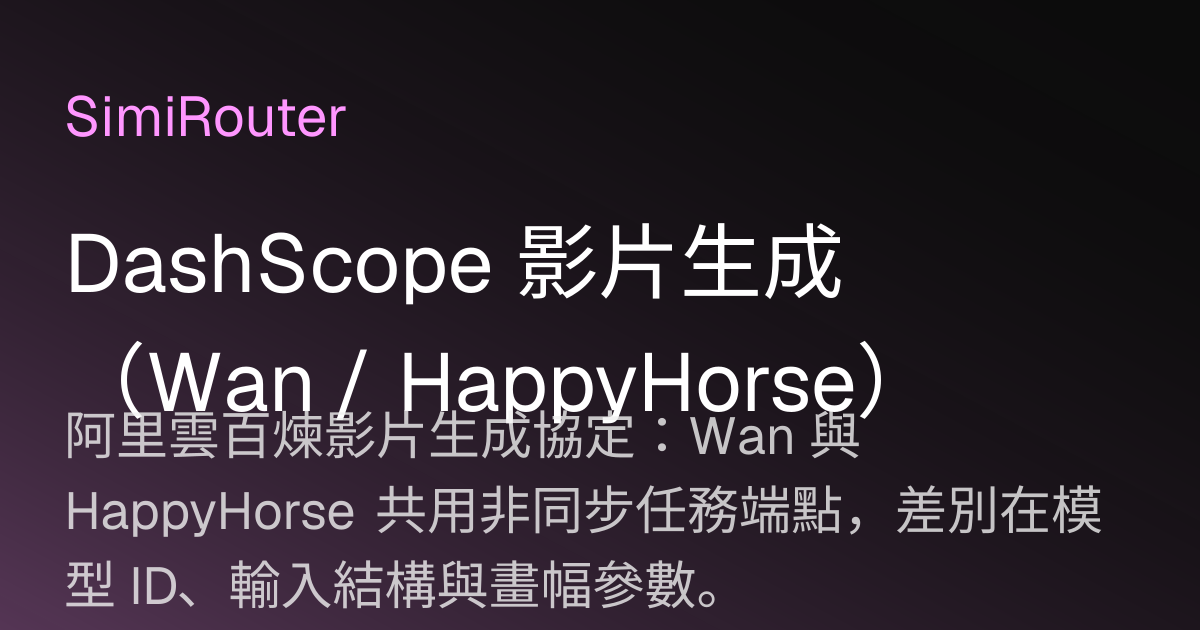 SimiRouter
DashScope 影片生成
（Wan / HappyHorse）
阿里雲百煉影片生成協定：Wan 與
HappyHorse 共用非同步任務端點，差別在模
型 ID、輸入結構與畫幅參數。